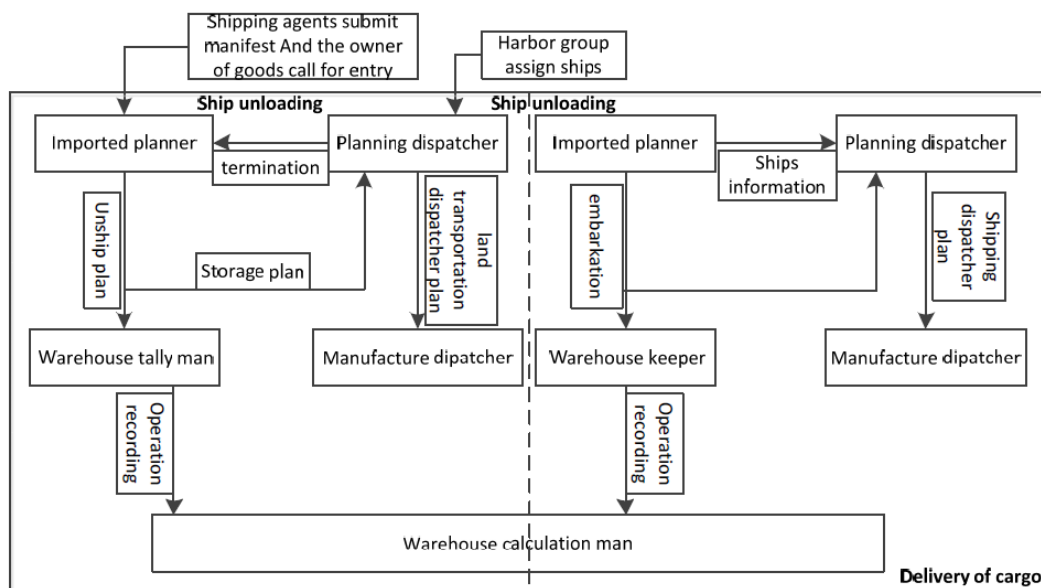 Shipping agents submit
manifest And the owner
of goods call for entry
Harbor group
assign ships
Ship unloading
Ship unloading
Imported planner
Planning dispatcher
Imported planner
Planning dispatcher
termination
Ships
information
Unship plan
land
transportation
dispatcher plan
embarkation
Shipping
dispatcher
plan
Storage plan
Warehouse tally man
Manufacture dipatcher
Warehouse keeper
Manufacture dipatcher
Operation
recording
Operation
recording
Warehouse calculation man
Delivery of cargo